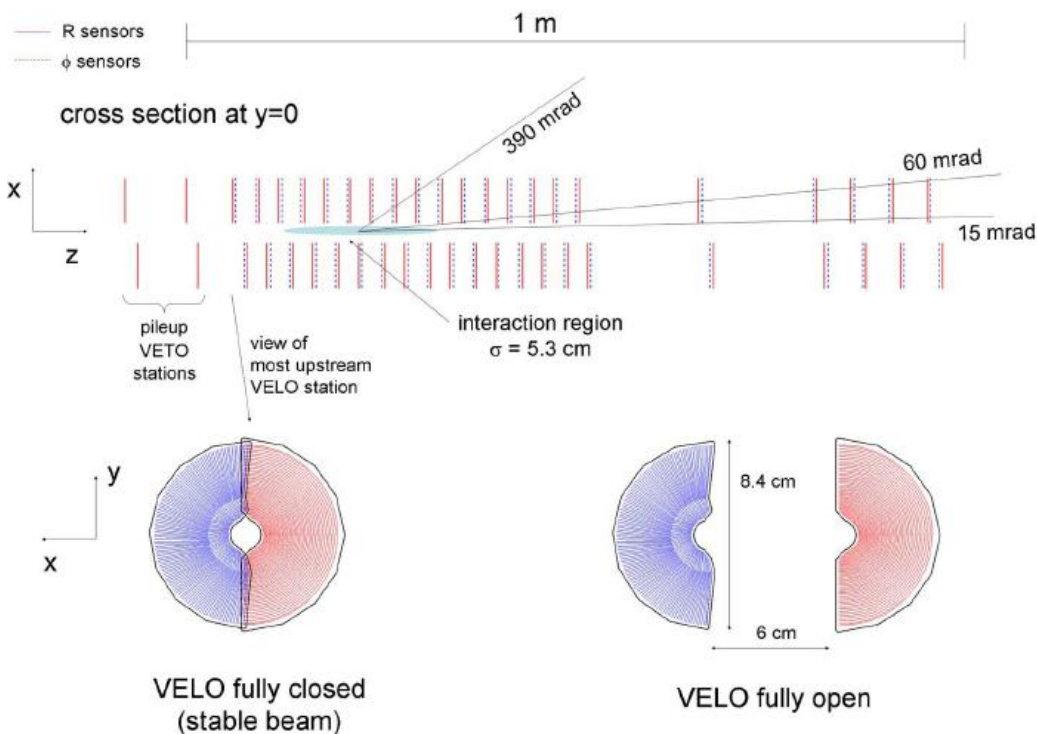 R sensors
ϕ sensors
1 m
cross section at y=0
390 mrad
60 mrad
15 mrad
x
z
pileup
VETO
stations
view of
most upstream
VELO station
interaction region
σ = 5.3 cm
y
x
8.4 cm
6 cm
VELO fully closed
(stable beam)
VELO fully open